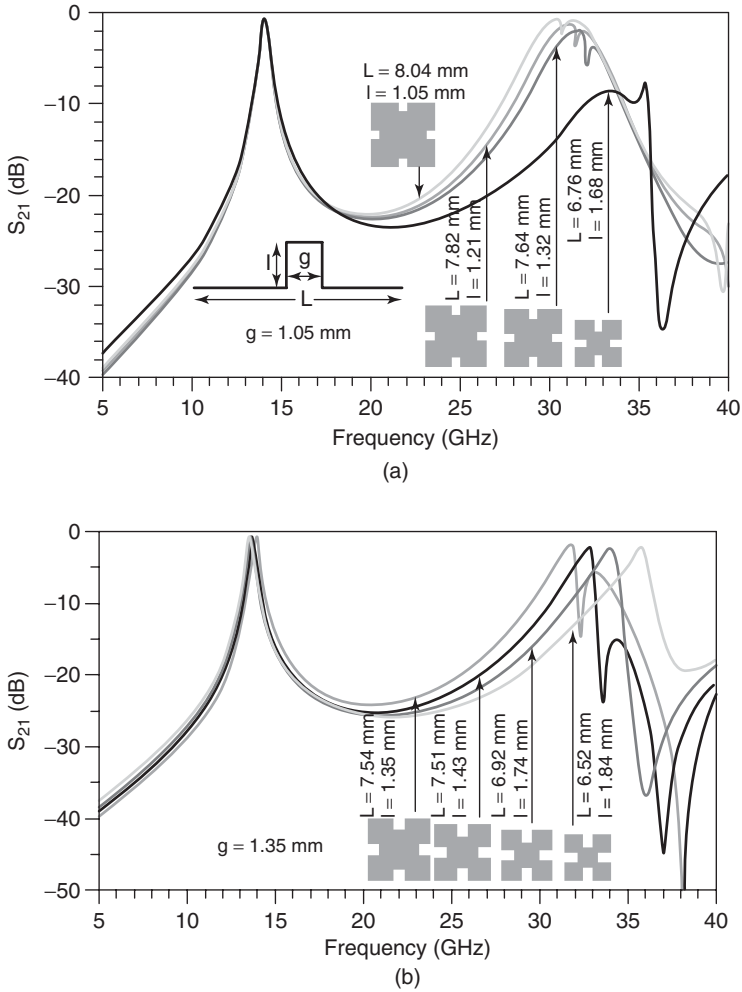 0
−10
−20
−30
−40
S21 (dB)
L = 8.04 mm
l = 1.05 mm
L = 7.82 mm
l = 1.21 mm
L = 7.64 mm
l = 1.32 mm
L = 6.76 mm
l = 1.68 mm
l
g
L
g = 1.05 mm
5 10 15 20 25 30 35 40
Frequency (GHz)
(a)
0
−10
−20
−30
−40
−50
S21 (dB)
L = 7.54 mm
l = 1.35 mm
L = 7.51 mm
l = 1.43 mm
L = 6.92 mm
l = 1.74 mm
L = 6.52 mm
l = 1.84 mm
g = 1.35 mm
5 10 15 20 25 30 35 40
Frequency (GHz)
(b)